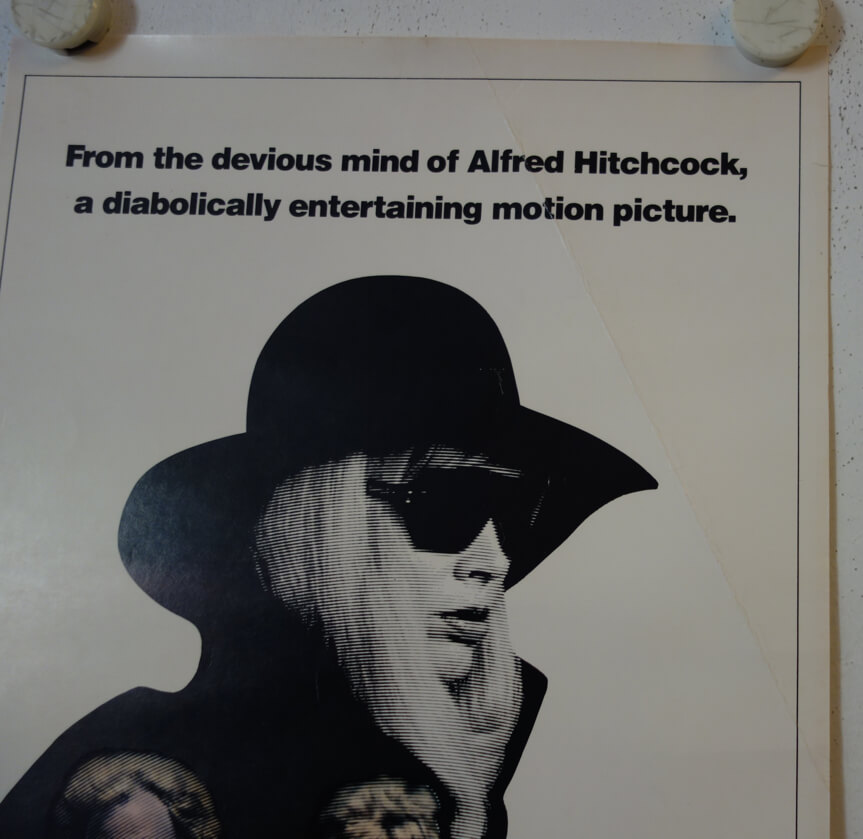 From the devious mind of Alfred Hitchcock,
a diabolically entertaining motion picture.